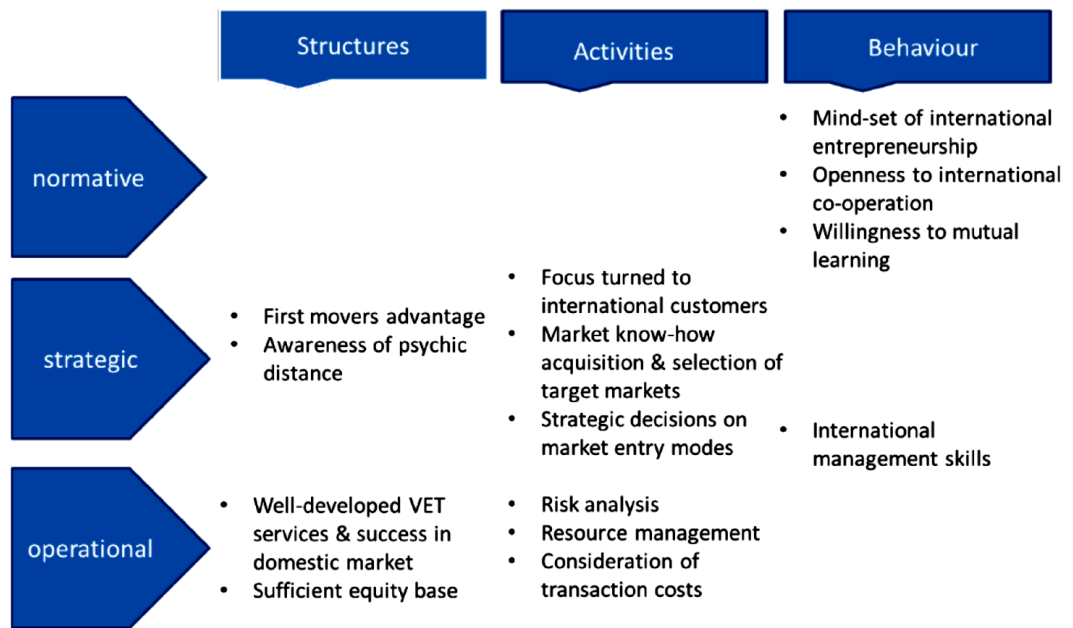 Structures
Activities
Behaviour
normative
• Mind-set of international
entrepreneurship
• Openness to international
co-operation
• Willingness to mutual
learning
strategic
• First movers advantage
• Awareness of psychic
distance
• Focus turned to
international customers
• Market know-how
acquisition & selection of
target markets
• Strategic decisions on
market entry modes
• International
management skills
operational
• Well-developed VET
services & success in
domestic market
• Sufficient equity base
• Risk analysis
• Resource management
• Consideration of
transaction costs